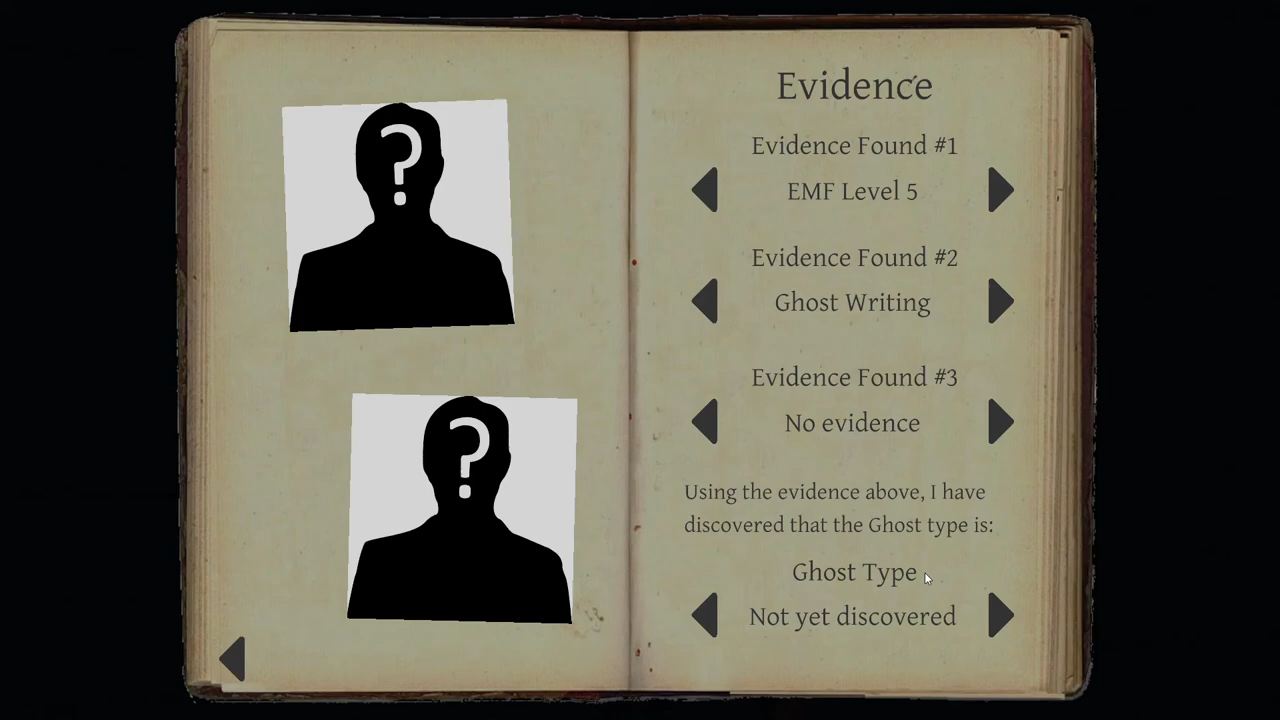 ?
?
Evidence
Evidence Found #1
EMF Level 5
Evidence Found #2
Ghost Writing
Evidence Found #3
No evidence
Using the evidence above, I have
discovered that the Ghost type is:
Ghost Type
Not yet discovered